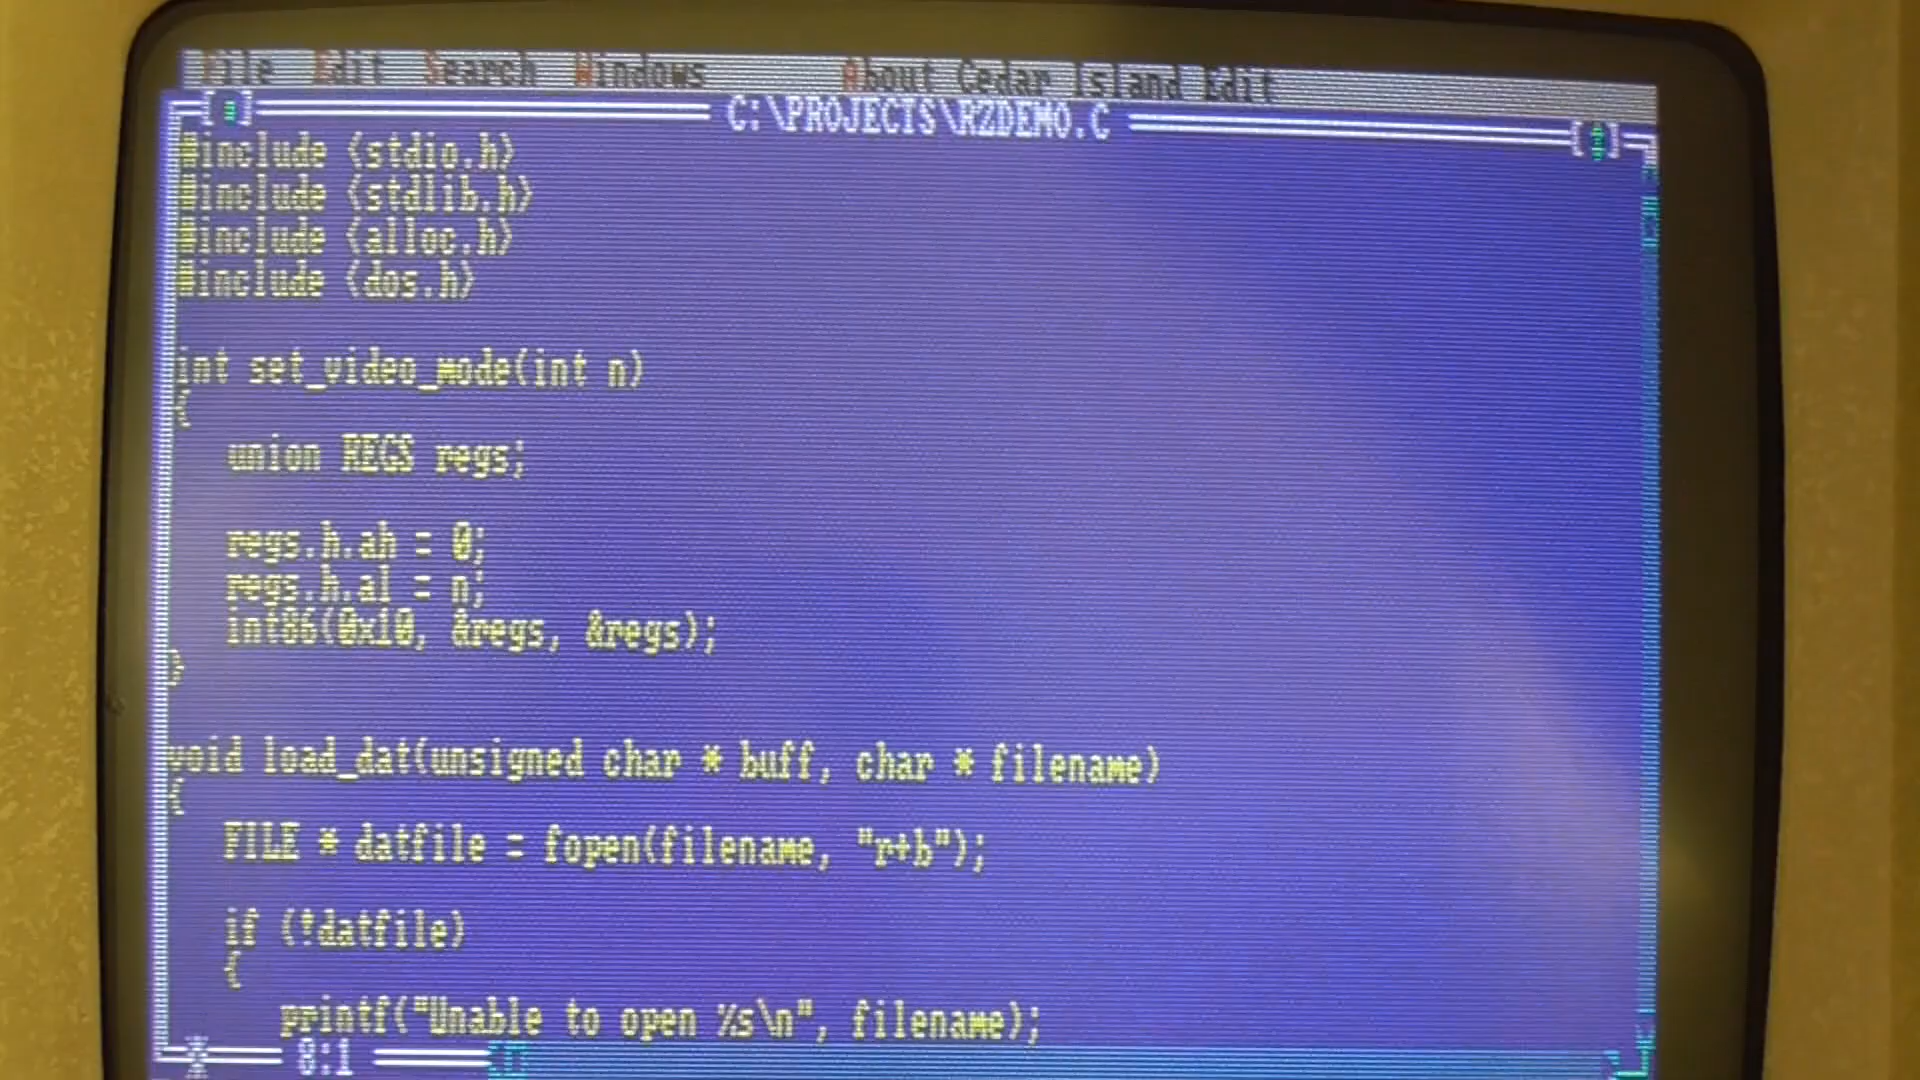 File Edit Search Windows About Cedar Island Edit
C:\PROJECTS\RZDEMO.C
#include <stdio.h>
#include <stdlib.h>
#include <alloc.h>
#include <dos.h>
int set_video_mode(int n)
{
union REGS regs;
regs.h.ah = 0;
regs.h.al = n;
int86(0x10, &regs, &regs);
}
void load_dat(unsigned char * buff, char * filename)
{
FILE * datfile = fopen(filename, "r+b");
if (!datfile)
{
printf("Unable to open %s\n", filename);
8:1